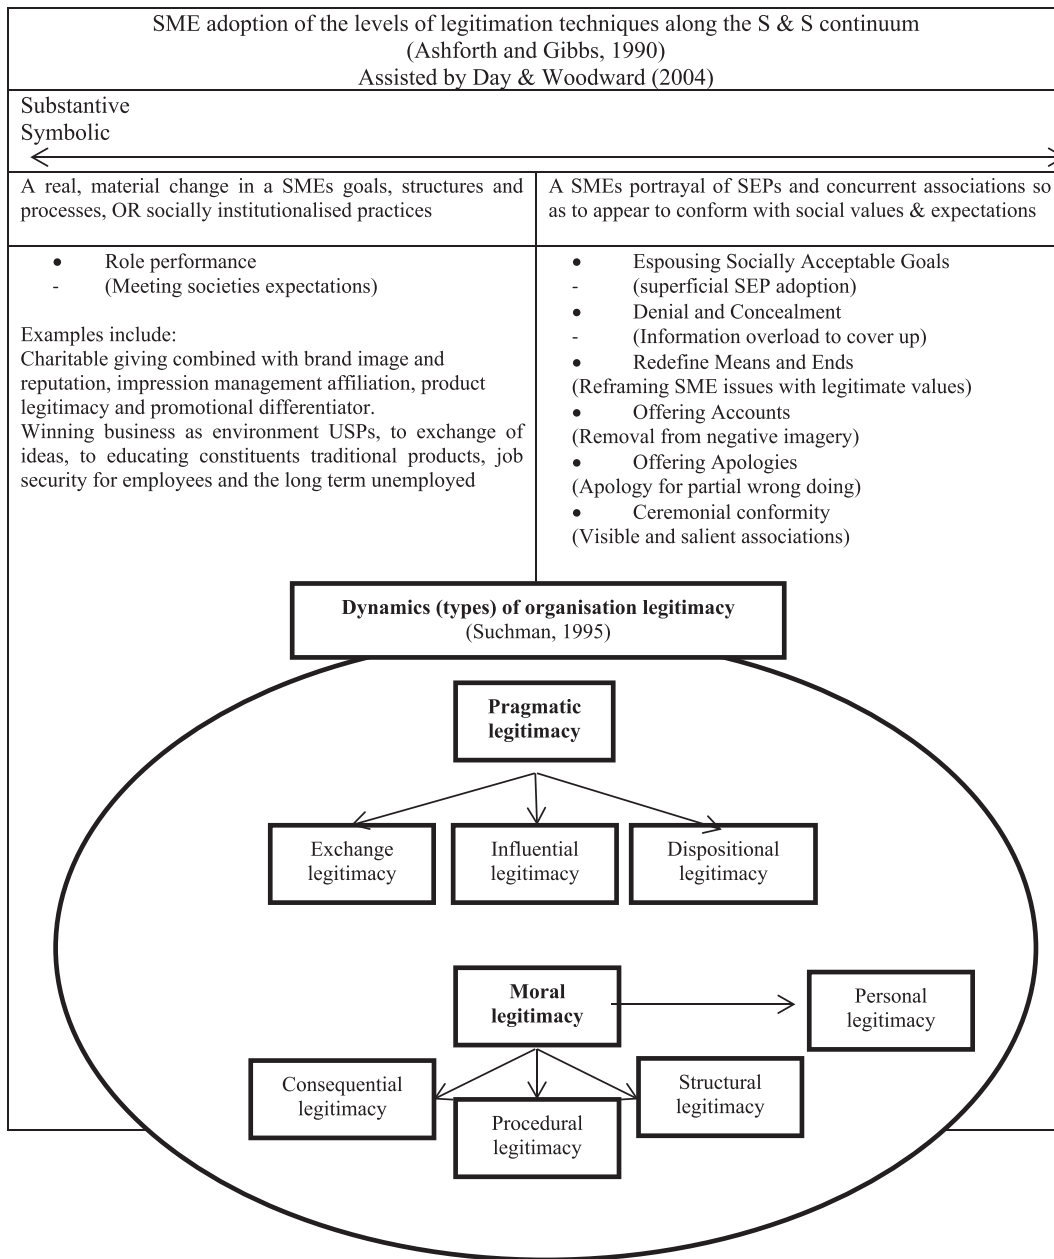 SME adoption of the levels of legitimation techniques along the S & S continuum
(Ashforth and Gibbs, 1990)
Assisted by Day & Woodward (2004)
Substantive
Symbolic
A real, material change in a SMEs goals, structures and
processes, OR socially institutionalised practices
A SMEs portrayal of SEPs and concurrent associations so
as to appear to conform with social values & expectations
• Role performance
- (Meeting societies expectations)
Examples include:
Charitable giving combined with brand image and
reputation, impression management affiliation, product
legitimacy and promotional differentiator.
Winning business as environment USPs, to exchange of
ideas, to educating constituents traditional products, job
security for employees and the long term unemployed
• Espousing Socially Acceptable Goals
- (superficial SEP adoption)
• Denial and Concealment
- (Information overload to cover up)
• Redefine Means and Ends
(Reframing SME issues with legitimate values)
• Offering Accounts
(Removal from negative imagery)
• Offering Apologies
(Apology for partial wrong doing)
• Ceremonial conformity
(Visible and salient associations)
Dynamics (types) of organisation legitimacy
(Suchman, 1995)
Pragmatic
legitimacy
Exchange
legitimacy
Influential
legitimacy
Dispositional
legitimacy
Moral
legitimacy
Personal
legitimacy
Consequential
legitimacy
Procedural
legitimacy
Structural
legitimacy